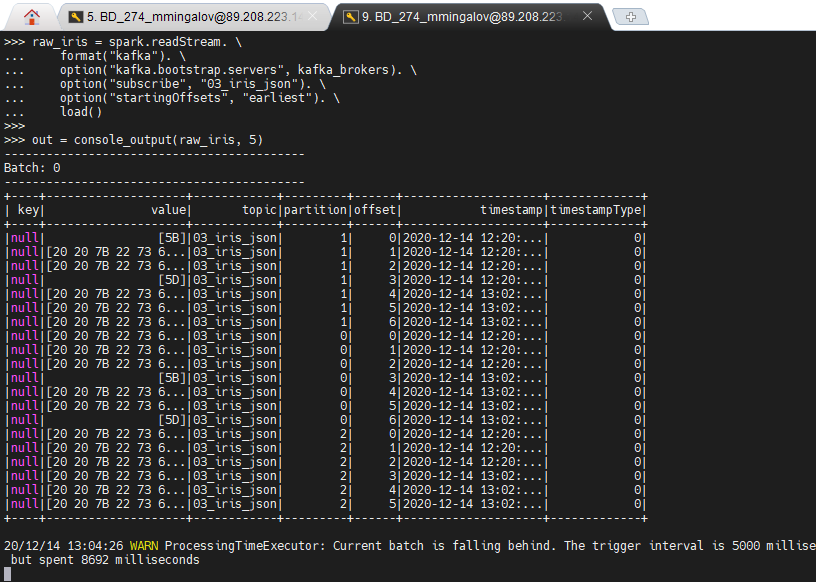 5. BD_274_mmingalov@89.208.223.14
9. BD_274_mmingalov@89.208.223
>>> raw_iris = spark.readStream. \
...     format("kafka"). \
...     option("kafka.bootstrap.servers", kafka_brokers). \
...     option("subscribe", "03_iris_json"). \
...     option("startingOffsets", "earliest"). \
...     load()
>>>
>>> out = console_output(raw_iris, 5)
-------------------------------------------
Batch: 0
-------------------------------------------
+----+--------------------+------------+---------+------+--------------------+-------------+
| key|               value|       topic|partition|offset|           timestamp|timestampType|
+----+--------------------+------------+---------+------+--------------------+-------------+
|null|                [5B]|03_iris_json|        1|     0|2020-12-14 12:20:...|            0|
|null|[20 20 7B 22 73 6...|03_iris_json|        1|     1|2020-12-14 12:20:...|            0|
|null|[20 20 7B 22 73 6...|03_iris_json|        1|     2|2020-12-14 12:20:...|            0|
|null|                [5D]|03_iris_json|        1|     3|2020-12-14 12:20:...|            0|
|null|[20 20 7B 22 73 6...|03_iris_json|        1|     4|2020-12-14 13:02:...|            0|
|null|[20 20 7B 22 73 6...|03_iris_json|        1|     5|2020-12-14 13:02:...|            0|
|null|[20 20 7B 22 73 6...|03_iris_json|        1|     6|2020-12-14 13:02:...|            0|
|null|[20 20 7B 22 73 6...|03_iris_json|        0|     0|2020-12-14 12:20:...|            0|
|null|[20 20 7B 22 73 6...|03_iris_json|        0|     1|2020-12-14 12:20:...|            0|
|null|[20 20 7B 22 73 6...|03_iris_json|        0|     2|2020-12-14 12:20:...|            0|
|null|                [5B]|03_iris_json|        0|     3|2020-12-14 13:02:...|            0|
|null|[20 20 7B 22 73 6...|03_iris_json|        0|     4|2020-12-14 13:02:...|            0|
|null|[20 20 7B 22 73 6...|03_iris_json|        0|     5|2020-12-14 13:02:...|            0|
|null|                [5D]|03_iris_json|        0|     6|2020-12-14 13:02:...|            0|
|null|[20 20 7B 22 73 6...|03_iris_json|        2|     0|2020-12-14 12:20:...|            0|
|null|[20 20 7B 22 73 6...|03_iris_json|        2|     1|2020-12-14 12:20:...|            0|
|null|[20 20 7B 22 73 6...|03_iris_json|        2|     2|2020-12-14 12:20:...|            0|
|null|[20 20 7B 22 73 6...|03_iris_json|        2|     3|2020-12-14 13:02:...|            0|
|null|[20 20 7B 22 73 6...|03_iris_json|        2|     4|2020-12-14 13:02:...|            0|
|null|[20 20 7B 22 73 6...|03_iris_json|        2|     5|2020-12-14 13:02:...|            0|
+----+--------------------+------------+---------+------+--------------------+-------------+
20/12/14 13:04:26 WARN ProcessingTimeExecutor: Current batch is falling behind. The trigger interval is 5000 millise
 but spent 8692 milliseconds